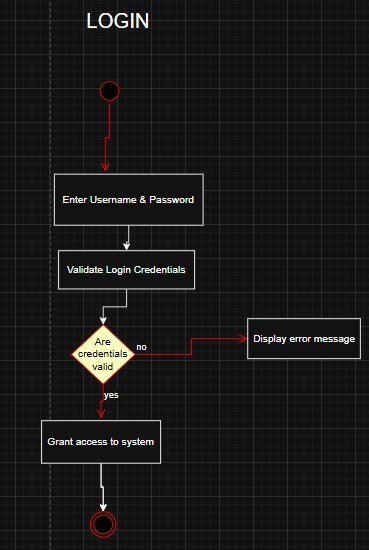 LOGIN
Enter Username & Password
Validate Login Credentials
Are
credentials
valid
no
Display error message
yes
Grant access to system